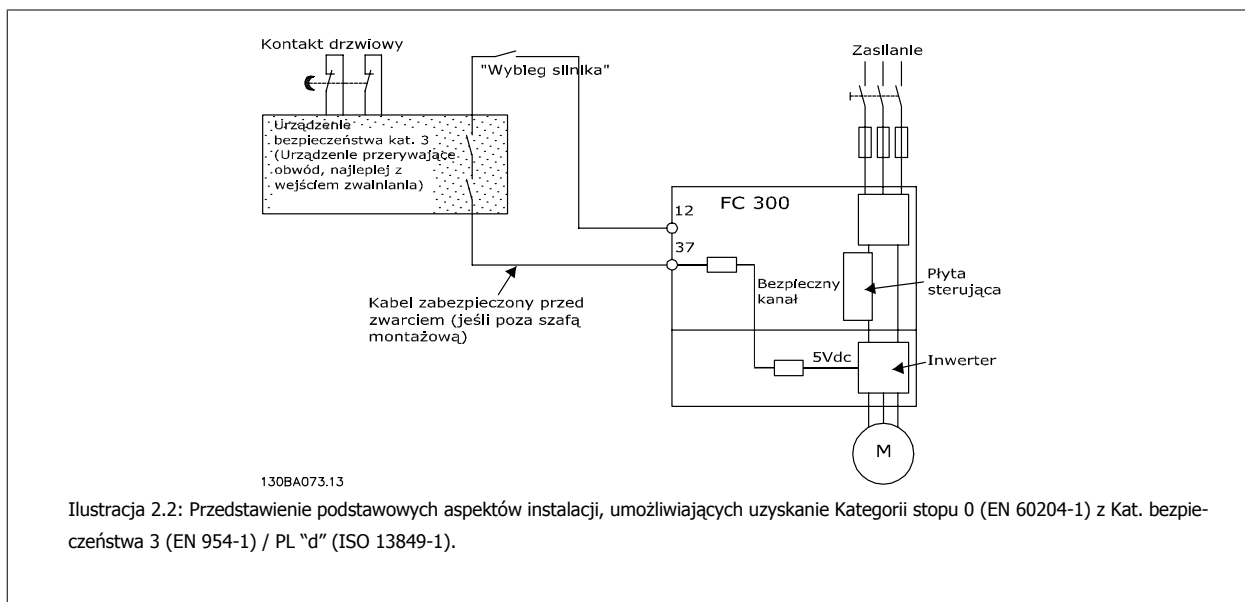 Kontakt drzwiowy
"Wybieg silnika"
Zasilanie
Urządzenie
bezpieczeństwa kat. 3
(Urządzenie przerywające
obwód, najlepiej z
wejściem zwalniania)
12
FC 300
37
Bezpieczny
kanał
Płyta
sterująca
Kabel zabezpieczony przed
zwarciem (jeśli poza szafą
montażową)
5Vdc
Inwerter
M
130BA073.13
Ilustracja 2.2: Przedstawienie podstawowych aspektów instalacji, umożliwiających uzyskanie Kategorii stopu 0 (EN 60204-1) z Kat. bezpie-
czeństwa 3 (EN 954-1) / PL “d” (ISO 13849-1).